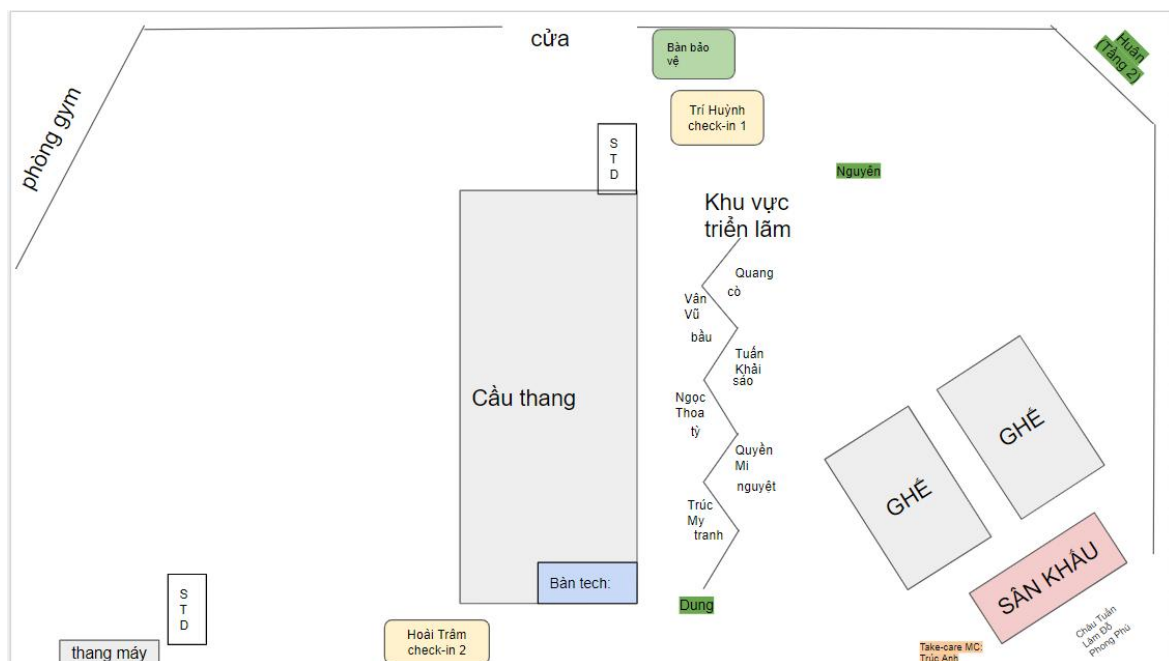 cửa
Bàn bảo
vệ
Huân
(Tầng 2)
phòng gym
Trí Huỳnh
check-in 1
S
T
D
Nguyên
Khu vực
triển lãm
Quang
cò
Vân
Vũ
bầu
Tuấn
Khải
sáo
Cầu thang
Ngọc
Thoa
tỳ
Quyền
Mi
nguyệt
Trúc
My
tranh
GHẾ
GHẾ
SÂN KHẤU
Bàn tech:
Dung
S
T
D
thang máy
Hoài Trâm
check-in 2
Châu Tuấn
Lâm Đỗ
Phong Phú
Take-care MC:
Trúc Anh